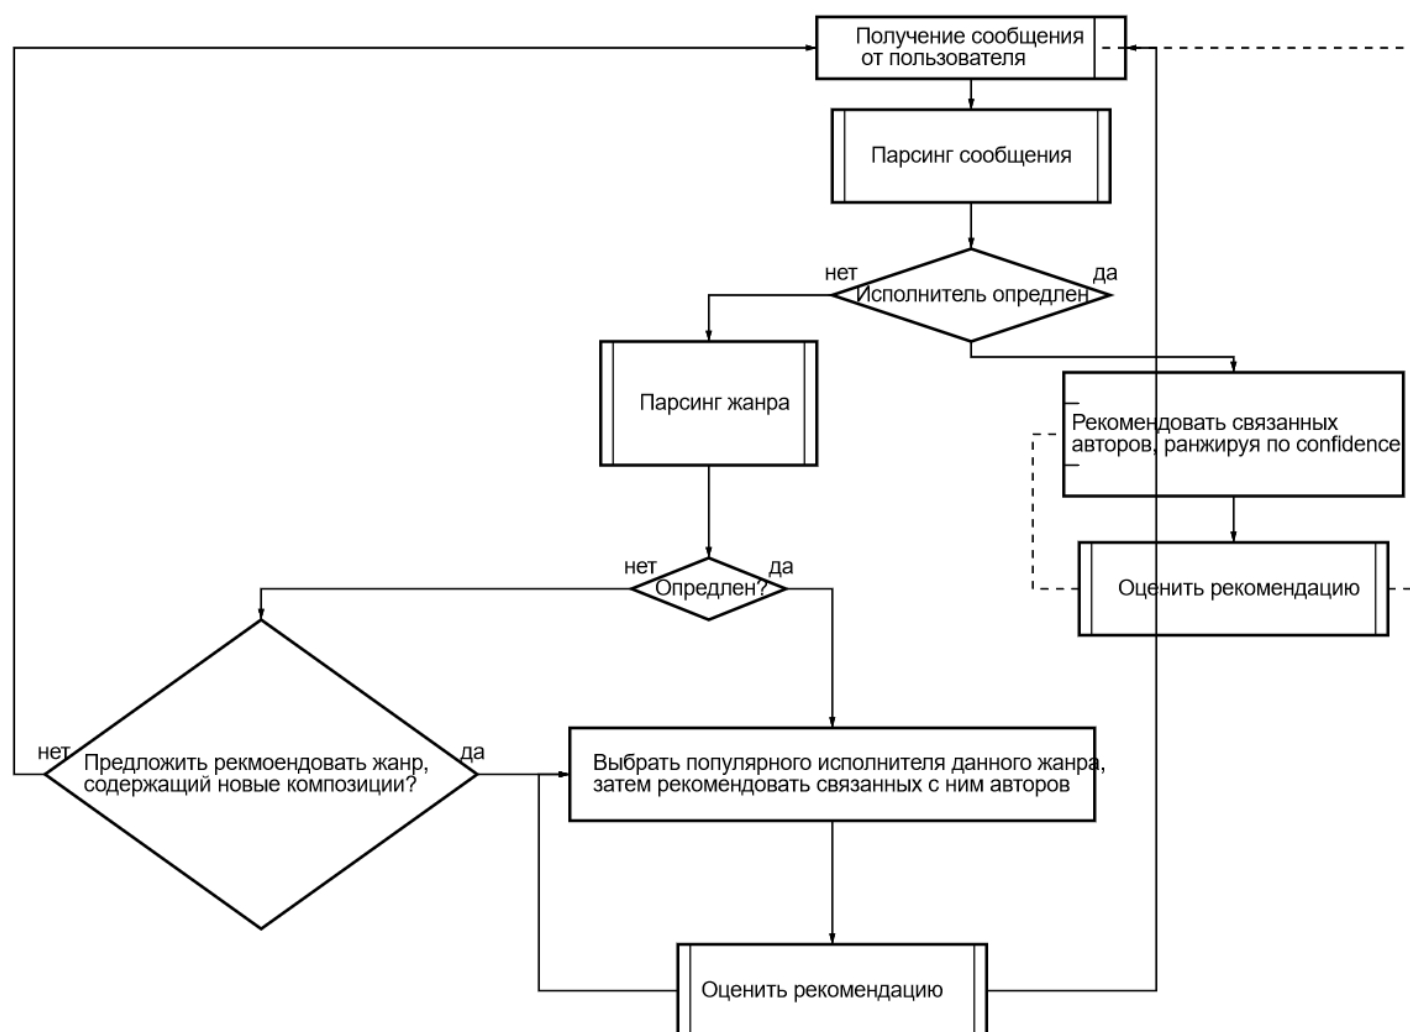 Получение сообщения
от пользователя
Парсинг сообщения
нет
да
Исполнитель опредлен
Парсинг жанра
Рекомендовать связанных
авторов, ранжируя по confidence
нет
да
Опредлен?
Оценить рекомендацию
нет
да
Предложить рекмоендовать жанр,
содержащий новые композиции?
Выбрать популярного исполнителя данного жанра,
затем рекомендовать связанных с ним авторов
Оценить рекомендацию